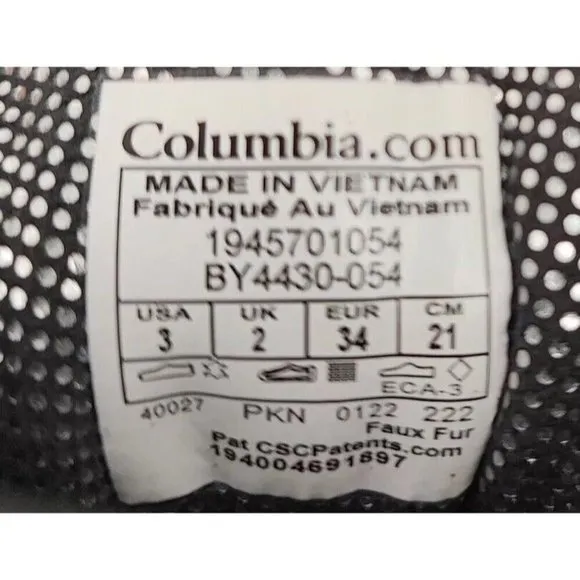 Columbia.com
MADE IN VIETNAM
Fabriqué Au Vietnam
1945701054
BY4430-054
USA UK EUR CM
3 2 34 21
ECA-3
40027 PKN 0122 222
Faux Fur
Pat CSCPatents.com
194004691897